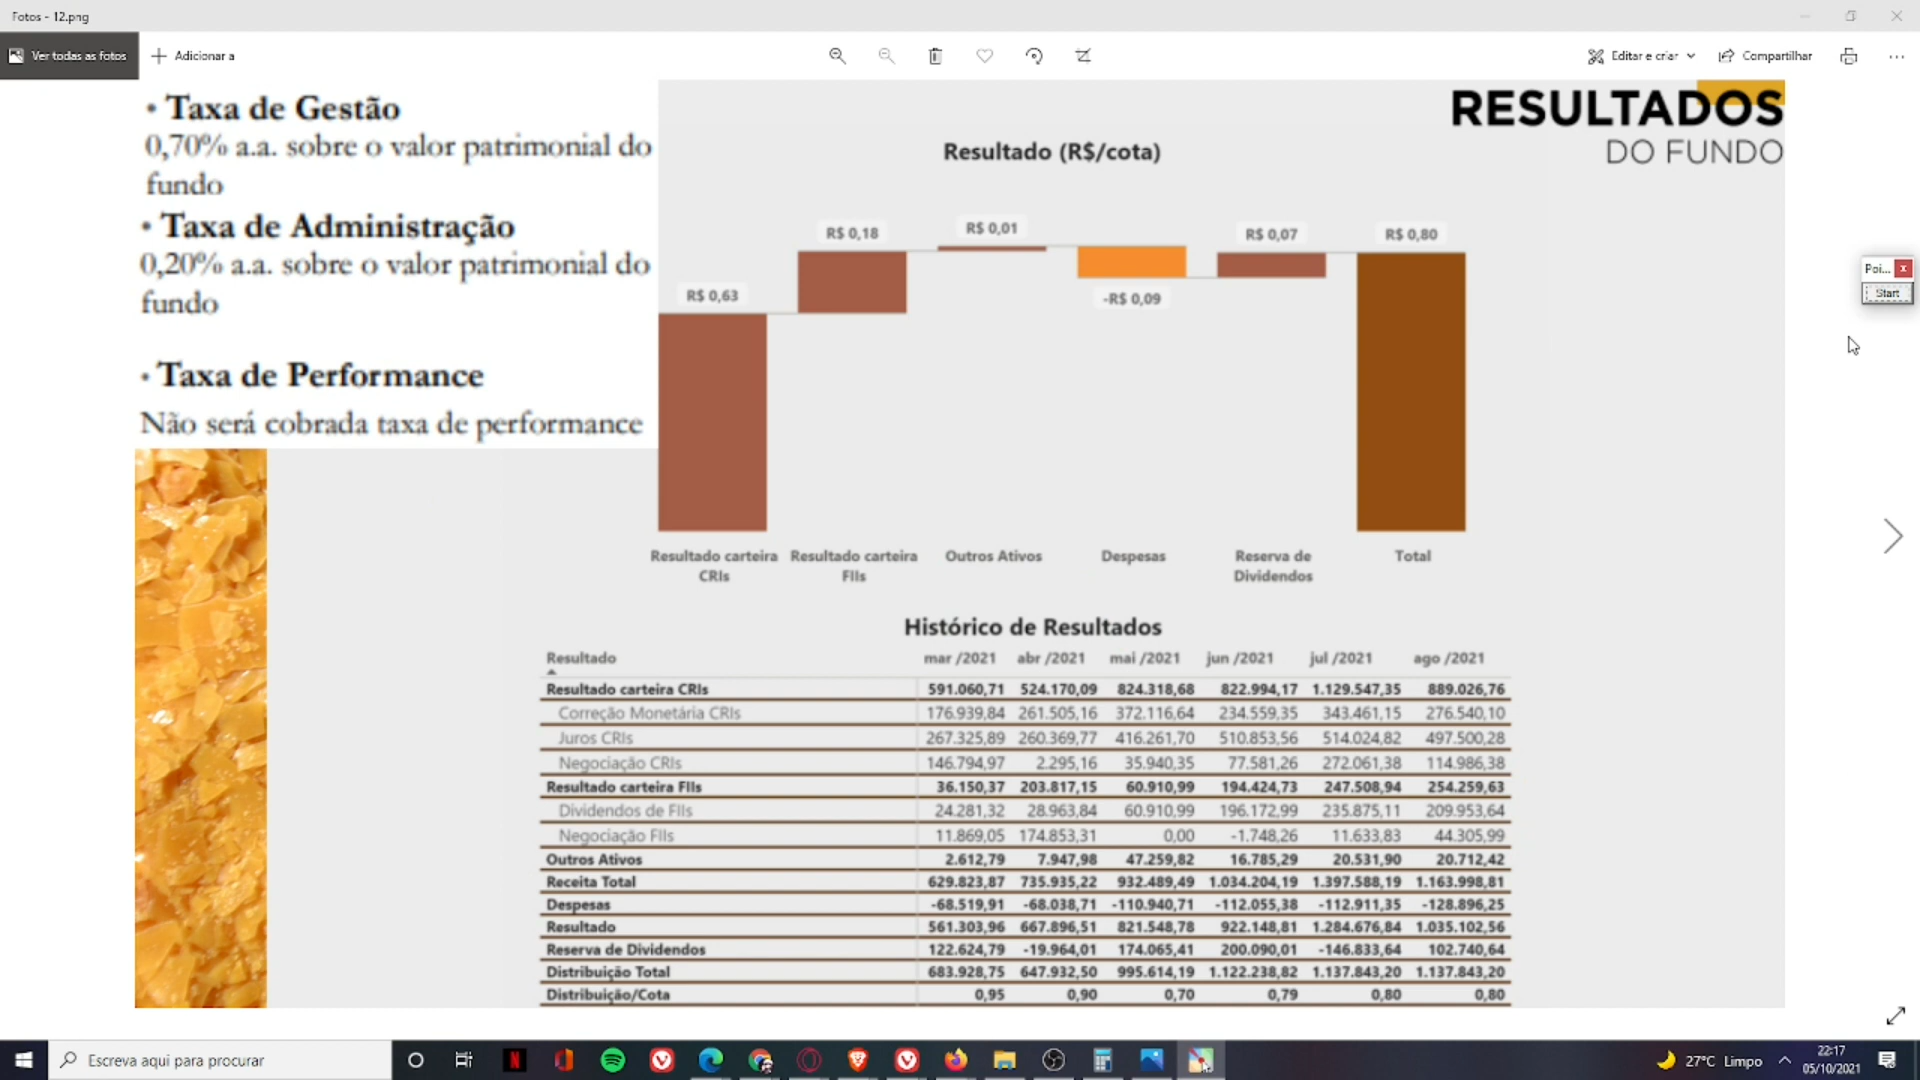 Fotos - 12.png
Ver todas as fotos
Adicionar a
Editar e criar
Compartilhar
• Taxa de Gestão
0,70% a.a. sobre o valor patrimonial do
fundo
• Taxa de Administração
0,20% a.a. sobre o valor patrimonial do
fundo
• Taxa de Performance
Não será cobrada taxa de performance
RESULTADOS
DO FUNDO
Resultado (R$/cota)
R$ 0,63
R$ 0,18
R$ 0,01
-R$ 0,09
R$ 0,07
R$ 0,80
Resultado carteira CRIs
Resultado carteira FIIs
Outros Ativos
Despesas
Reserva de Dividendos
Total
Poi...
Start
Histórico de Resultados
Resultado mar /2021 abr /2021 mai /2021 jun /2021 jul /2021 ago /2021
Resultado carteira CRIs 591.060,71 524.170,09 824.318,68 822.994,17 1.129.547,35 889.026,76
Correção Monetária CRIs 176.939,84 261.505,16 372.116,64 234.559,35 343.461,15 276.540,10
Juros CRIs 267.325,89 260.369,77 416.261,70 510.853,56 514.024,82 497.500,28
Negociação CRIs 146.794,97 2.295,16 35.940,35 77.581,26 272.061,38 114.986,38
Resultado carteira FIIs 36.150,37 203.817,15 60.910,99 194.424,73 247.508,94 254.259,63
Dividendos de FIIs 24.281,32 28.963,84 60.910,99 196.172,99 235.875,11 209.953,64
Negociação FIIs 11.869,05 174.853,31 0,00 -1.748,26 11.633,83 44.305,99
Outros Ativos 2.612,79 7.947,98 47.259,82 16.785,29 20.531,90 20.712,42
Receita Total 629.823,87 735.935,22 932.489,49 1.034.204,19 1.397.588,19 1.163.998,81
Despesas -68.519,91 -68.038,71 -110.940,71 -112.055,38 -112.911,35 -128.896,25
Resultado 561.303,96 667.896,51 821.548,78 922.148,81 1.284.676,84 1.035.102,56
Reserva de Dividendos 122.624,79 -19.964,01 174.065,41 200.090,01 -146.833,64 102.740,64
Distribuição Total 683.928,75 647.932,50 995.614,19 1.122.238,82 1.137.843,20 1.137.843,20
Distribuição/Cota 0,95 0,90 0,70 0,79 0,80 0,80
Escreva aqui para procurar
27°C Limpo
22:17
05/10/2021